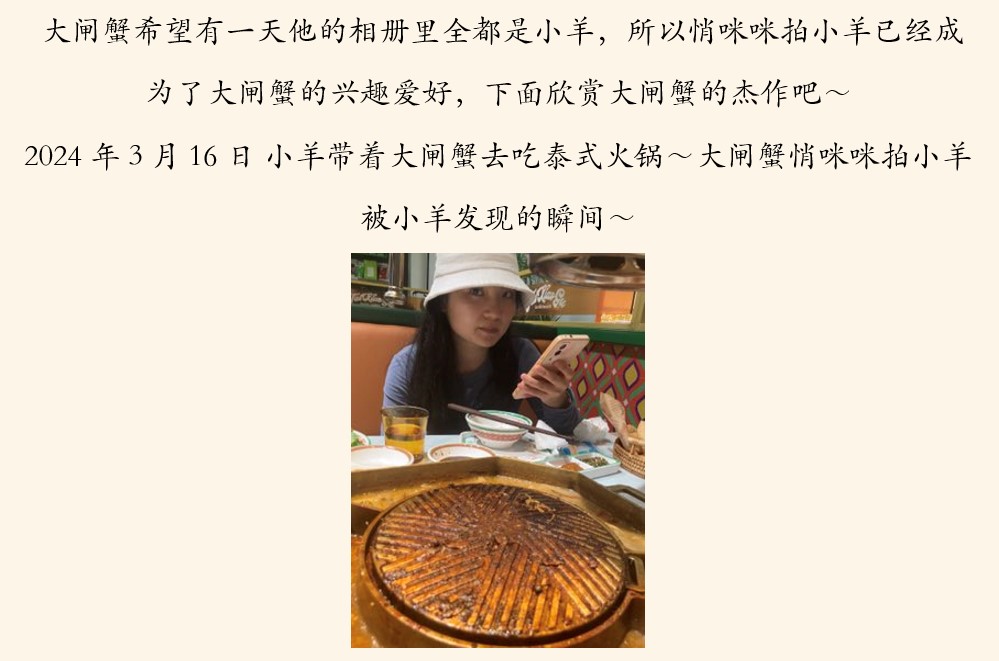 大闸蟹希望有一天他的相册里全都是小羊，所以悄咪咪拍小羊已经成
为了大闸蟹的兴趣爱好，下面欣赏大闸蟹的杰作吧～
2024 年 3 月 16 日 小羊带着大闸蟹去吃泰式火锅～大闸蟹悄咪咪拍小羊
被小羊发现的瞬间～